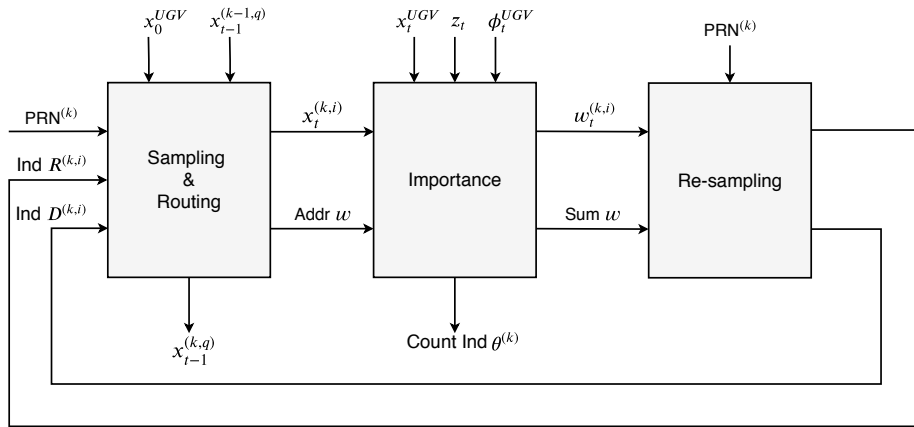 x_0^{UGV} x_{t-1}^{(k-1,q)} x_t^{UGV} z_t ϕ_t^{UGV}
PRN^{(k)}
PRN^{(k)} x_t^{(k,i)} w_t^{(k,i)}
Ind R^{(k,i)}
Sampling
&
Routing
Importance
Re-sampling
Ind D^{(k,i)} Addr w Sum w
x_{t-1}^{(k,q)} Count Ind θ^{(k)}